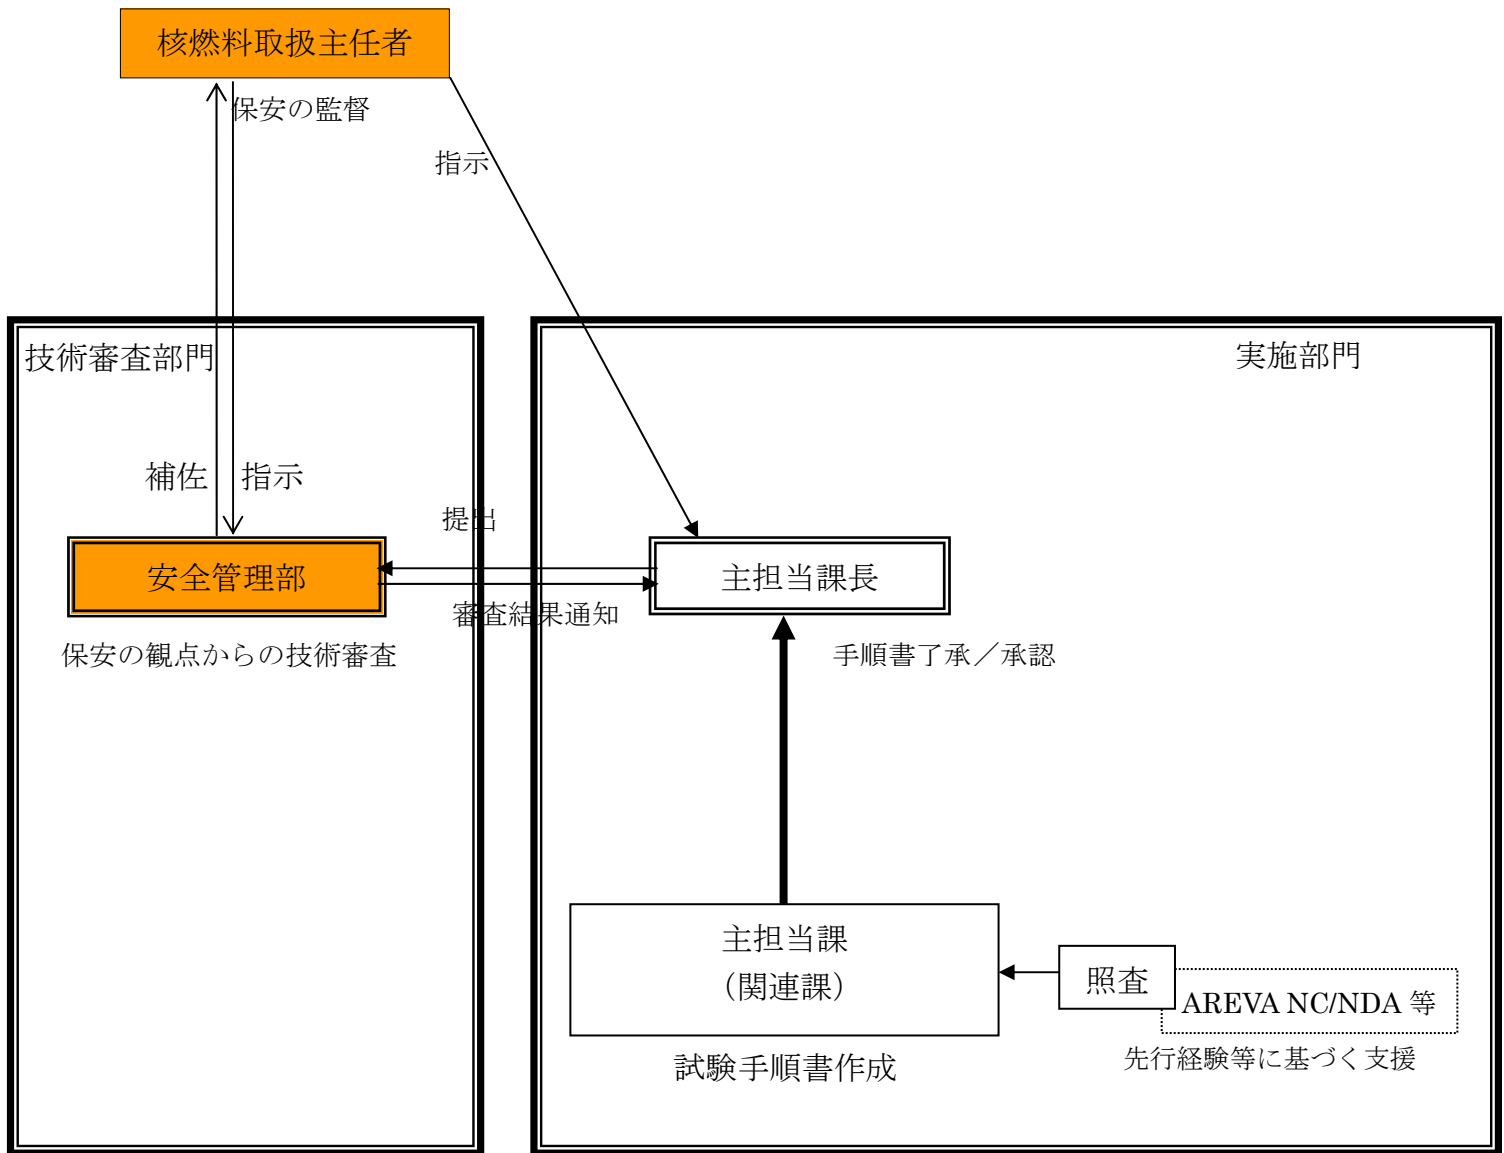 核燃料取扱主任者
保安の監督
指示
技術審査部門
実施部門
補佐
指示
提出
安全管理部
主担当課長
審査結果通知
保安の観点からの技術審査
手順書了承／承認
主担当課
（関連課）
照査
AREVA NC/NDA 等
試験手順書作成
先行経験等に基づく支援